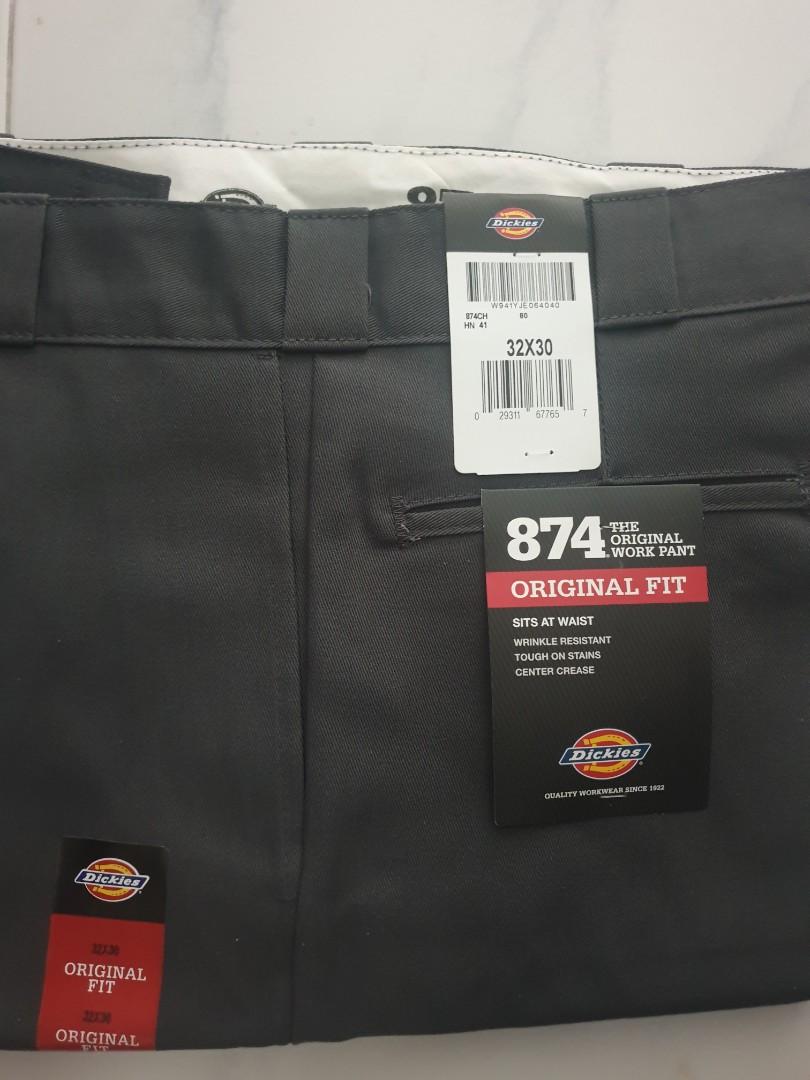 Dickies
W941YJE064040
874CH 80
HN 41
32X30
0 29311 67765 7
874 THE
ORIGINAL
WORK PANT
ORIGINAL FIT
SITS AT WAIST
WRINKLE RESISTANT
TOUGH ON STAINS
CENTER CREASE
Dickies
QUALITY WORKWEAR SINCE 1922
Dickies
32X30
ORIGINAL
FIT
32X30
ORIGINAL
FIT